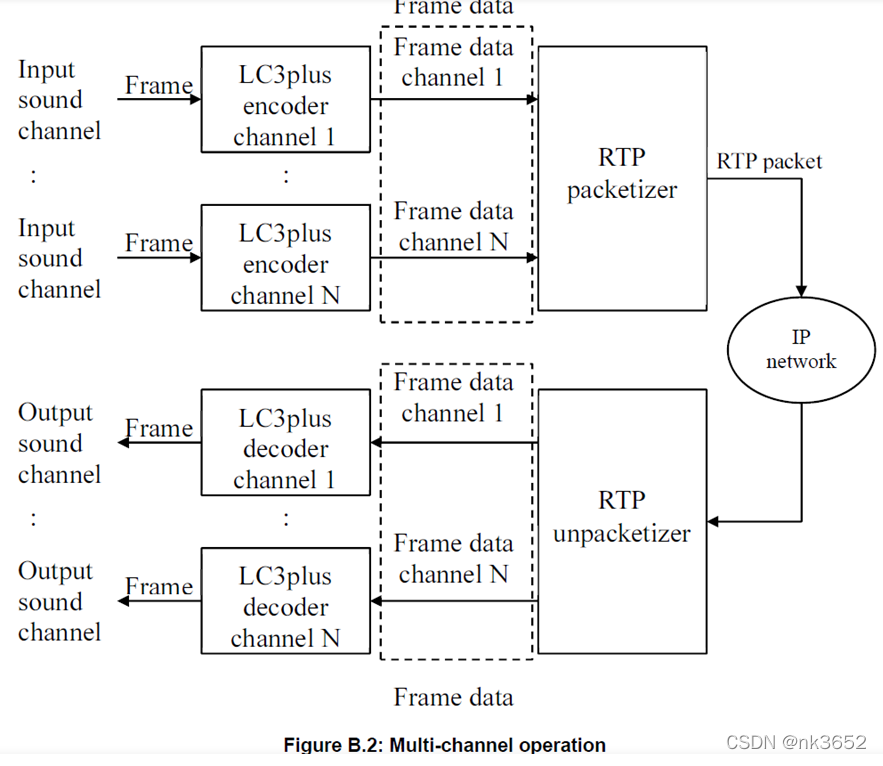 Frame data
Input
sound
channel
Frame
LC3plus
encoder
channel 1
Frame data
channel 1
RTP
packetizer
RTP packet
:
:
Input
sound
channel
Frame
LC3plus
encoder
channel N
Frame data
channel N
IP
network
Output
sound
channel
Frame
LC3plus
decoder
channel 1
Frame data
channel 1
RTP
unpacketizer
:
:
Output
sound
channel
Frame
LC3plus
decoder
channel N
Frame data
channel N
Frame data
Figure B.2: Multi-channel operation
CSDN @nk3652